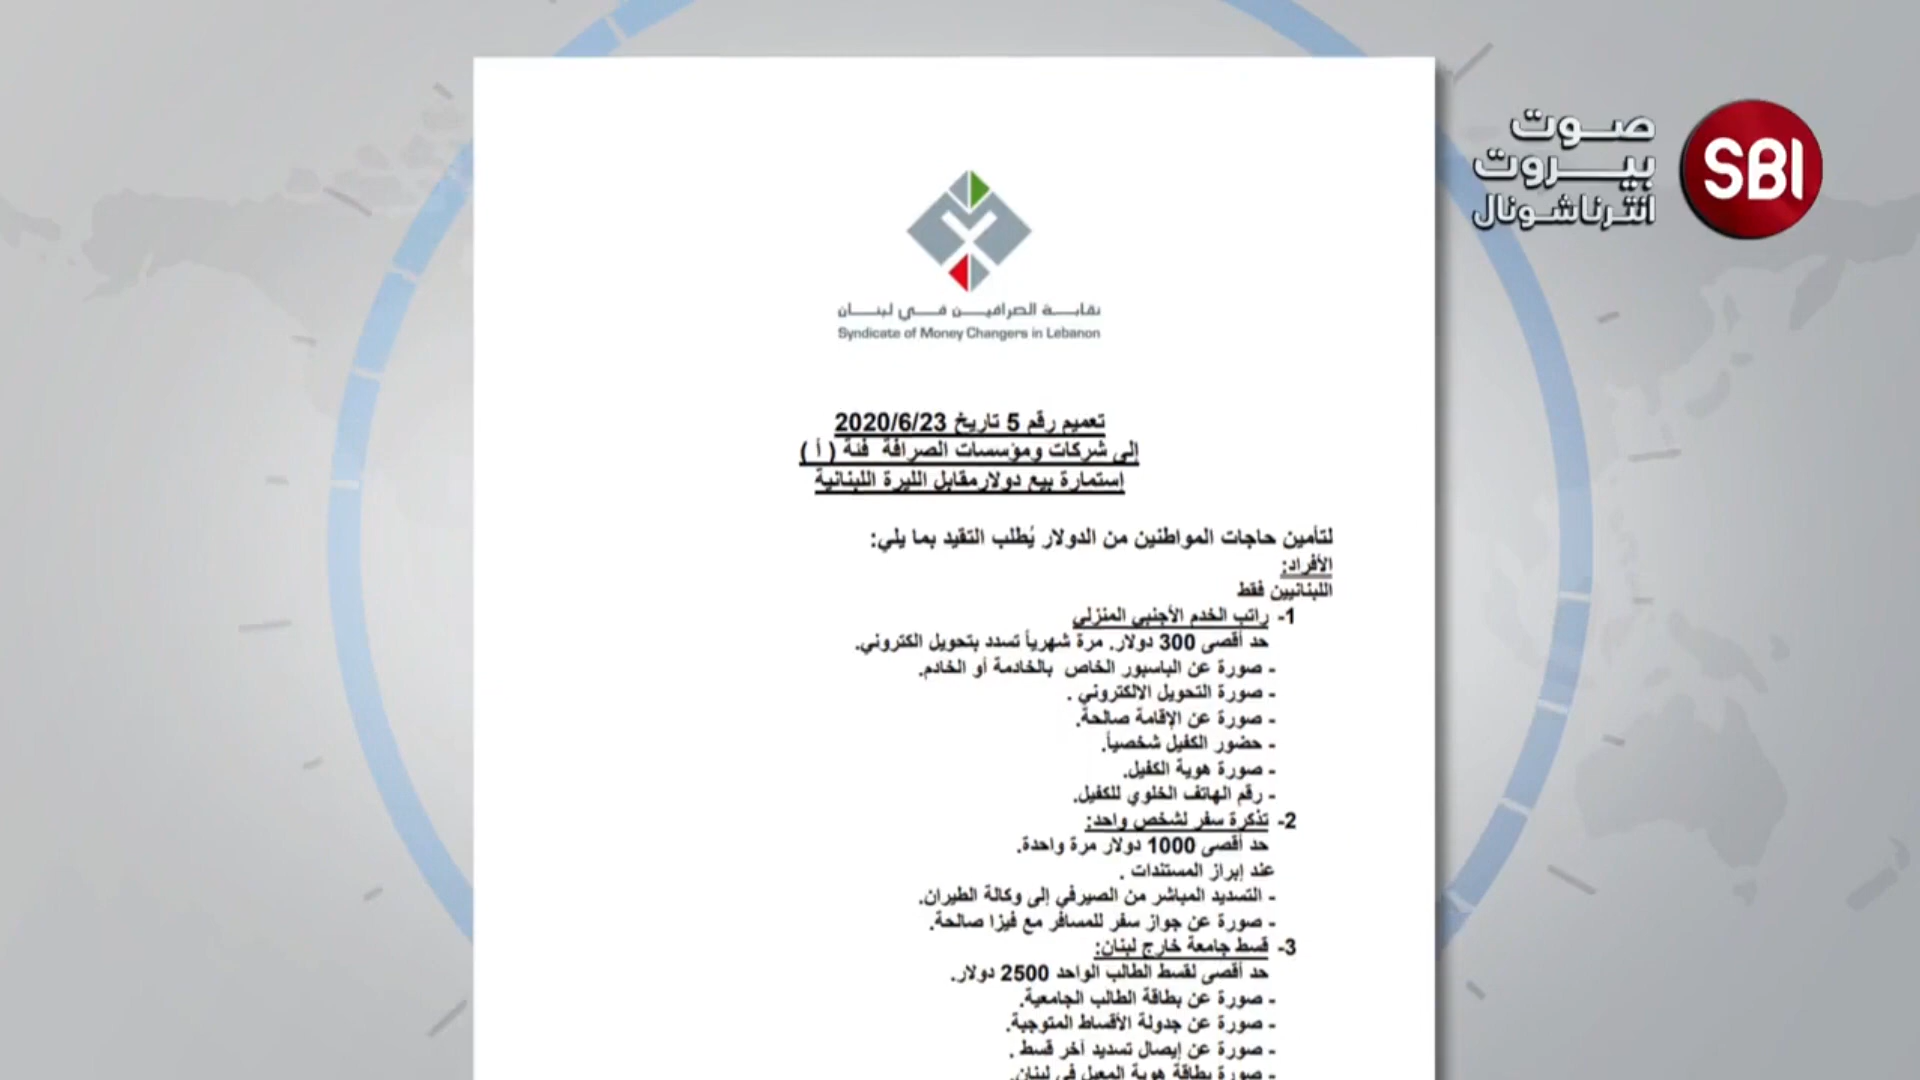 صوت
بيروت
انترناشونال
SBI
نقابة الصرافين في لبنان
Syndicate of Money Changers in Lebanon
تعميم رقم 5 تاريخ 2020/6/23
إلى شركات ومؤسسات الصرافة فئة ( أ )
إستمارة بيع دولارمقابل الليرة اللبنانية
لتأمين حاجات المواطنين من الدولار يُطلب التقيد بما يلي:
الأفراد:
اللبنانيين فقط
1- راتب الخدم الأجنبي المنزلي
حد أقصى 300 دولار. مرة شهرياً تسدد بتحويل الكتروني.
- صورة عن الباسبور الخاص بالخادمة أو الخادم.
- صورة التحويل الالكتروني .
- صورة عن الإقامة صالحة.
- حضور الكفيل شخصياً.
- صورة هوية الكفيل.
- رقم الهاتف الخلوي للكفيل.
2- تذكرة سفر لشخص واحد:
حد أقصى 1000 دولار مرة واحدة.
عند إبراز المستندات .
- التسديد المباشر من الصيرفي إلى وكالة الطيران.
- صورة عن جواز سفر للمسافر مع فيزا صالحة.
3- قسط جامعة خارج لبنان:
حد أقصى لقسط الطالب الواحد 2500 دولار.
- صورة عن بطاقة الطالب الجامعية.
- صورة عن جدولة الأقساط المتوجبة.
- صورة عن إيصال تسديد آخر قسط .
- صورة بطاقة هوية المعيل في لبنان.